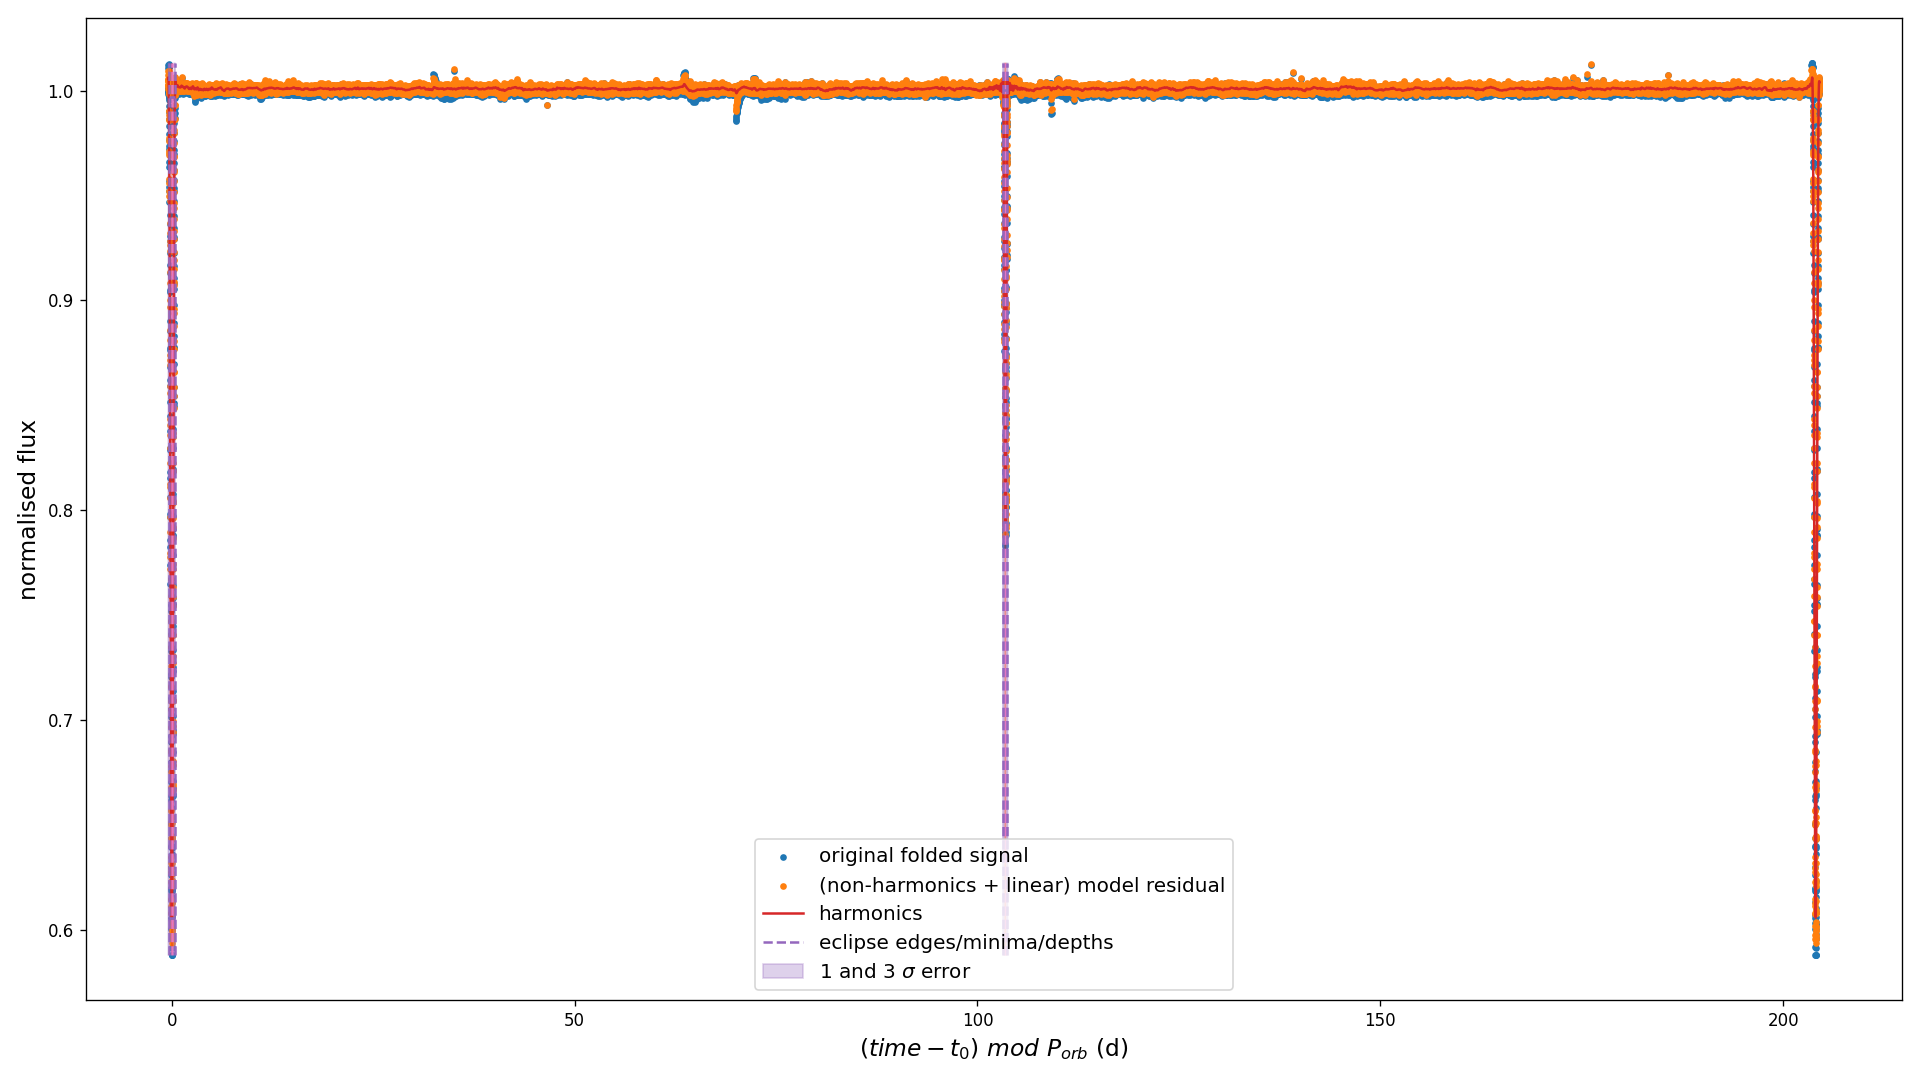 normalised flux
1.0
0.9
0.8
0.7
0.6
original folded signal
(non-harmonics + linear) model residual
harmonics
eclipse edges/minima/depths
1 and 3 σ error
0
50
100
150
200
(time − t₀) mod P_orb (d)